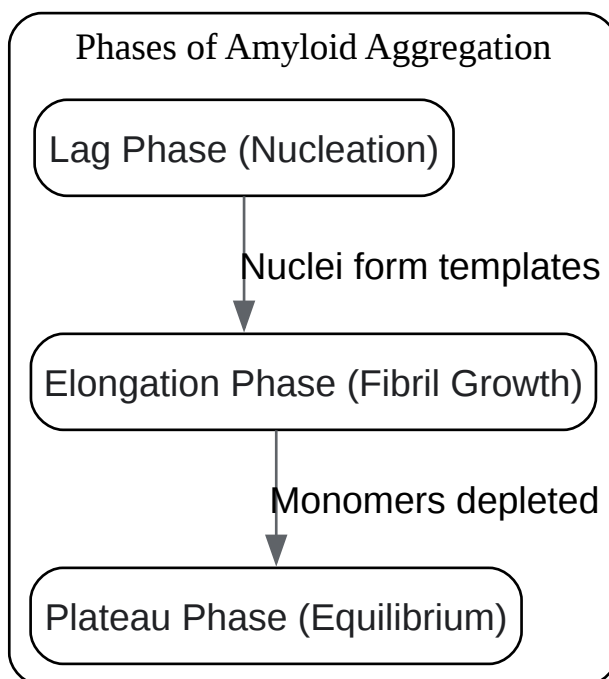 Phases of Amyloid Aggregation
Lag Phase (Nucleation)
Nuclei form templates
Elongation Phase (Fibril Growth)
Monomers depleted
Plateau Phase (Equilibrium)